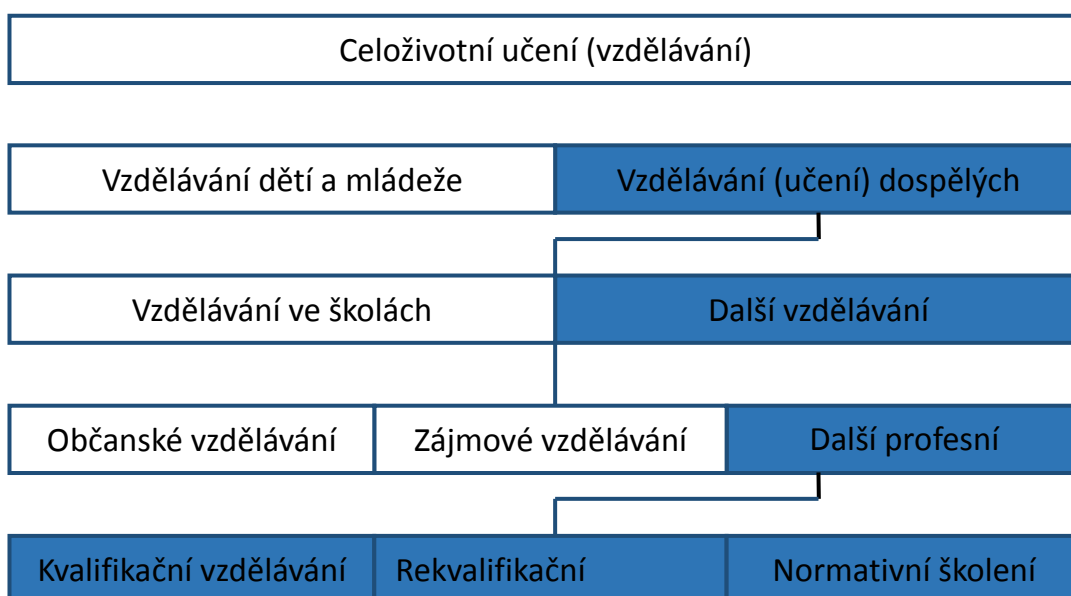 Celoživotní učení (vzdělávání)
Vzdělávání dětí a mládeže
Vzdělávání (učení) dospělých
Vzdělávání ve školách
Další vzdělávání
Občanské vzdělávání
Zájmové vzdělávání
Další profesní
Kvalifikační vzdělávání
Rekvalifikační
Normativní školení